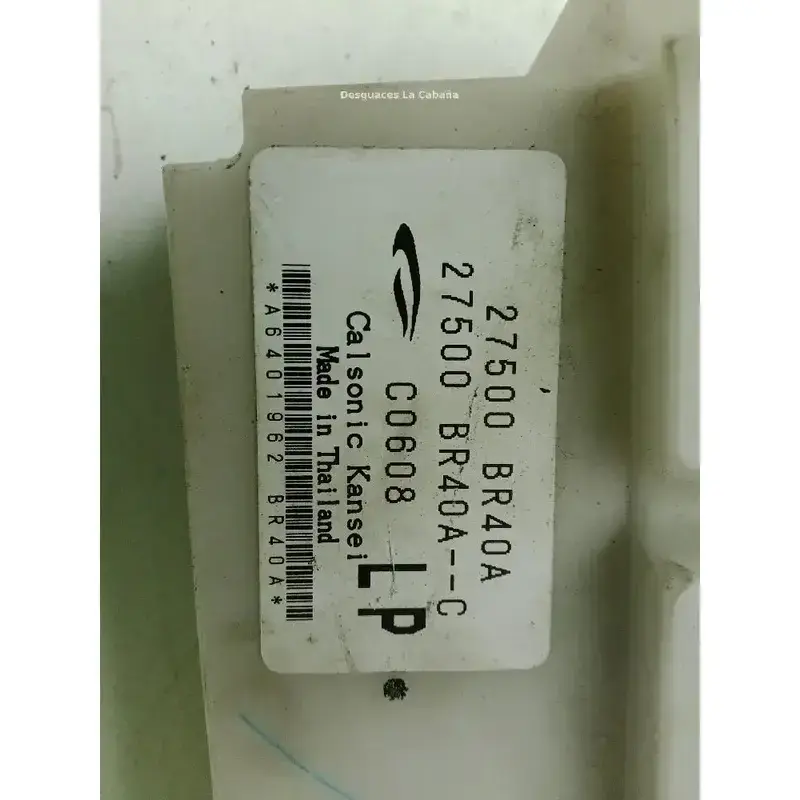 Desguaces La Cabaña
27500 BR40A
27500 BR40A--C
C0608
LP
Calsonic Kansei
Made in Thailand
*A6401962 BR40A*